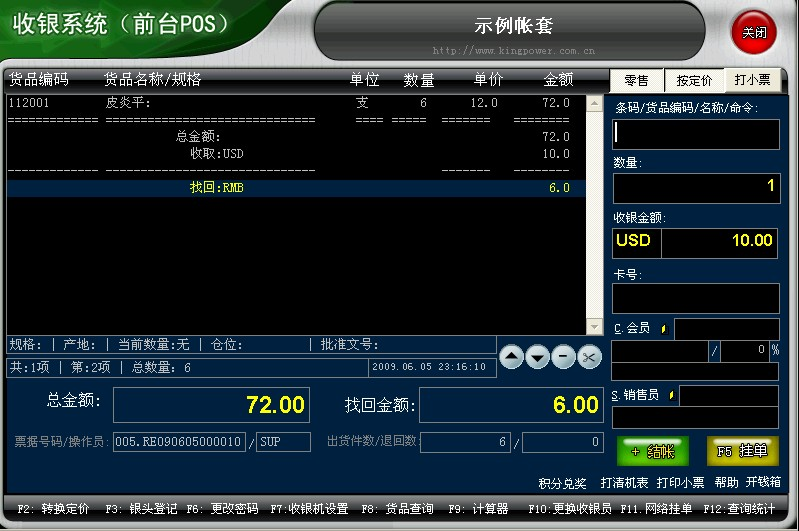 收银系统（前台POS）
示例帐套
http://www.kingpower.com.cn
关闭
货品编码 货品名称/规格 单位 数量 单价 金额
零售 按定价 打小票
112001 皮炎平: 支 6 12.0 72.0
============= ============================== ==== ===== ======= ========
总金额: 72.0
收取:USD 10.0
------------- ------------------------------ ------- --------
找回:RMB 6.0
条码/货品编码/名称/命令:
数量:
1
收银金额:
USD 10.00
卡号:
C.会员
/ 0 %
S.销售员
规格: | 产地: | 当前数量:无 | 仓位: | 批准文号:
共:1项 | 第:2项 | 总数量: 6 2009.06.05 23:16:10
总金额: 72.00 找回金额: 6.00
票据号码/操作员: 005.RE090605000010 / SUP 出货件数/退回数: 6 / 0
+ 结帐 F5 挂单
积分兑奖 打清机表 打印小票 帮助 开钱箱
F2: 转换定价 F3: 银头登记 F6: 更改密码 F7:收银机设置 F8: 货品查询 F9: 计算器 F10:更换收银员 F11.网络挂单 F12:查询统计